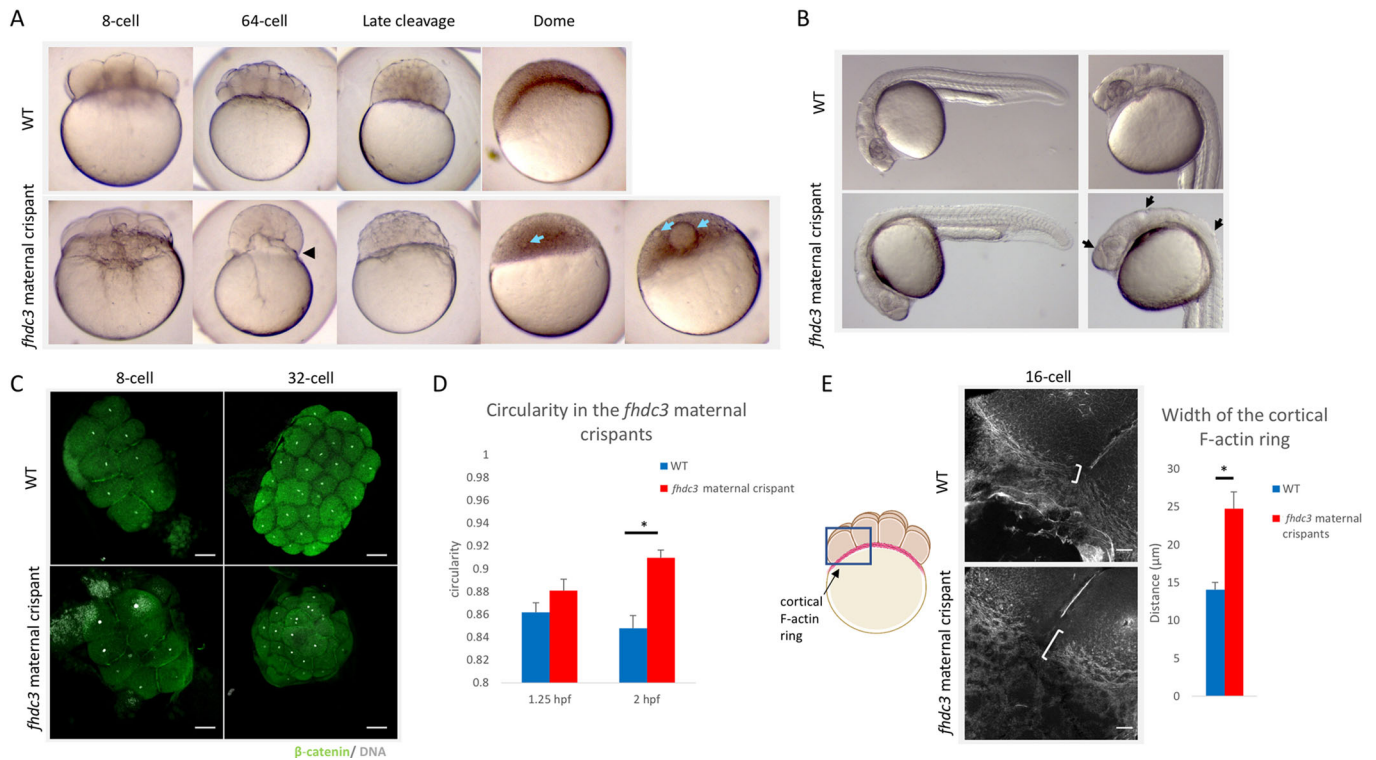 A
8-cell
64-cell
Late cleavage
Dome
WT
fhdc3 maternal crispant
B
WT
fhdc3 maternal crispant
C
8-cell
32-cell
WT
fhdc3 maternal crispant
β-catenin/ DNA
D
Circularity in the fhdc3 maternal
crispants
1
0.98
0.96
0.94
0.92
0.9
0.88
0.86
0.84
0.82
0.8
circularity
WT
fhdc3 maternal crispant
*
1.25 hpf
2 hpf
E
16-cell
WT
fhdc3 maternal crispant
cortical
F-actin
ring
Width of the cortical
F-actin ring
30
25
20
15
10
5
0
Distance (μm)
*
WT
fhdc3 maternal
crispants